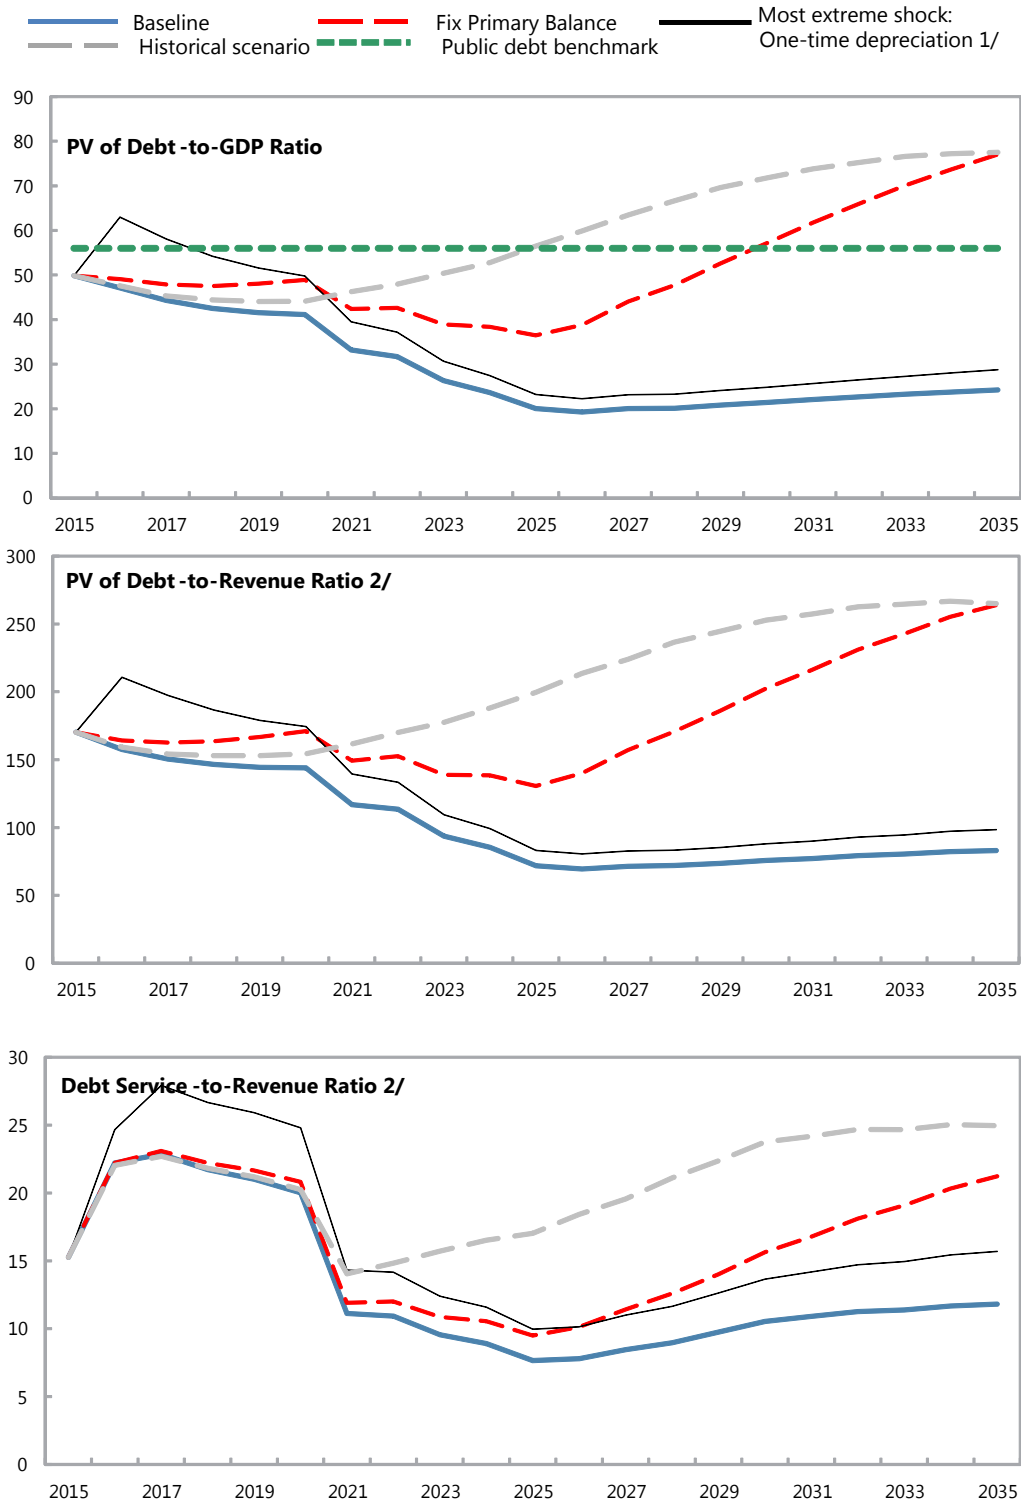 Baseline
Fix Primary Balance
Most extreme shock:
One-time depreciation 1/
Historical scenario
Public debt benchmark
90
80
70
60
50
40
30
20
10
0
PV of Debt -to-GDP Ratio
2015 2017 2019 2021 2023 2025 2027 2029 2031 2033 2035
300
250
200
150
100
50
0
PV of Debt -to-Revenue Ratio 2/
2015 2017 2019 2021 2023 2025 2027 2029 2031 2033 2035
30
25
20
15
10
5
0
Debt Service -to-Revenue Ratio 2/
2015 2017 2019 2021 2023 2025 2027 2029 2031 2033 2035